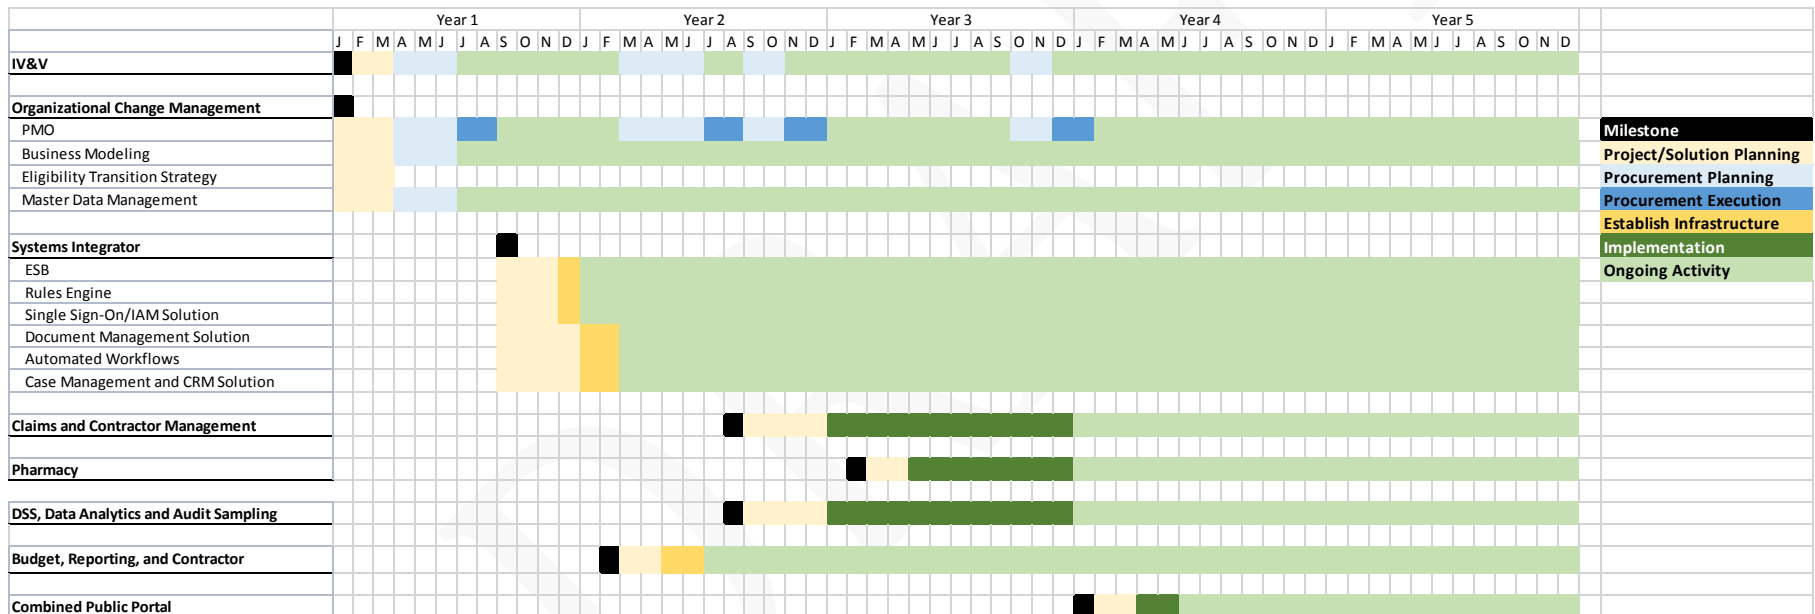 Year 1 Year 2 Year 3 Year 4 Year 5
J F M A M J J A S O N D J F M A M J J A S O N D J F M A M J J A S O N D J F M A M J J A S O N D J F M A M J J A S O N D
IV&V
Organizational Change Management
PMO
Milestone
Business Modeling
Project/Solution Planning
Eligibility Transition Strategy
Procurement Planning
Master Data Management
Procurement Execution
Establish Infrastructure
Systems Integrator
Implementation
ESB
Ongoing Activity
Rules Engine
Single Sign-On/IAM Solution
Document Management Solution
Automated Workflows
Case Management and CRM Solution
Claims and Contractor Management
Pharmacy
DSS, Data Analytics and Audit Sampling
Budget, Reporting, and Contractor
Combined Public Portal